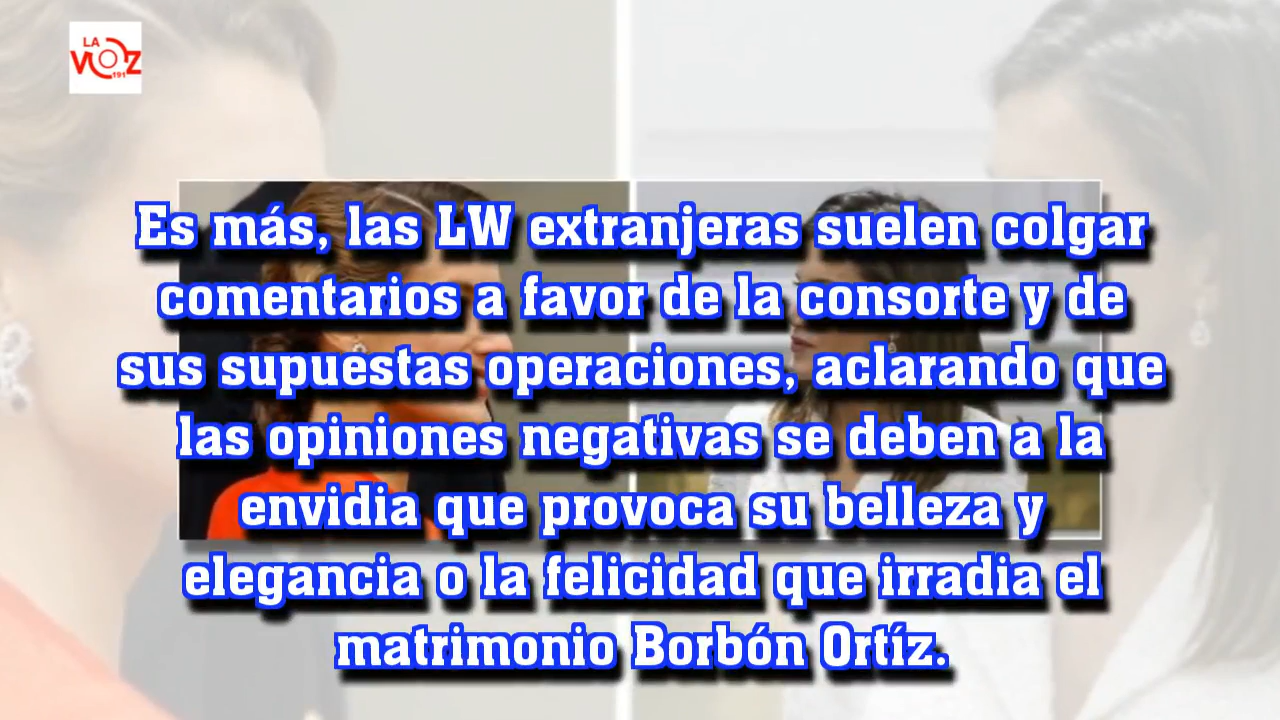 LA
VOZ
191
Es más, las LW extranjeras suelen colgar
comentarios a favor de la consorte y de
sus supuestas operaciones, aclarando que
las opiniones negativas se deben a la
envidia que provoca su belleza y
elegancia o la felicidad que irradia el
matrimonio Borbón Ortíz.